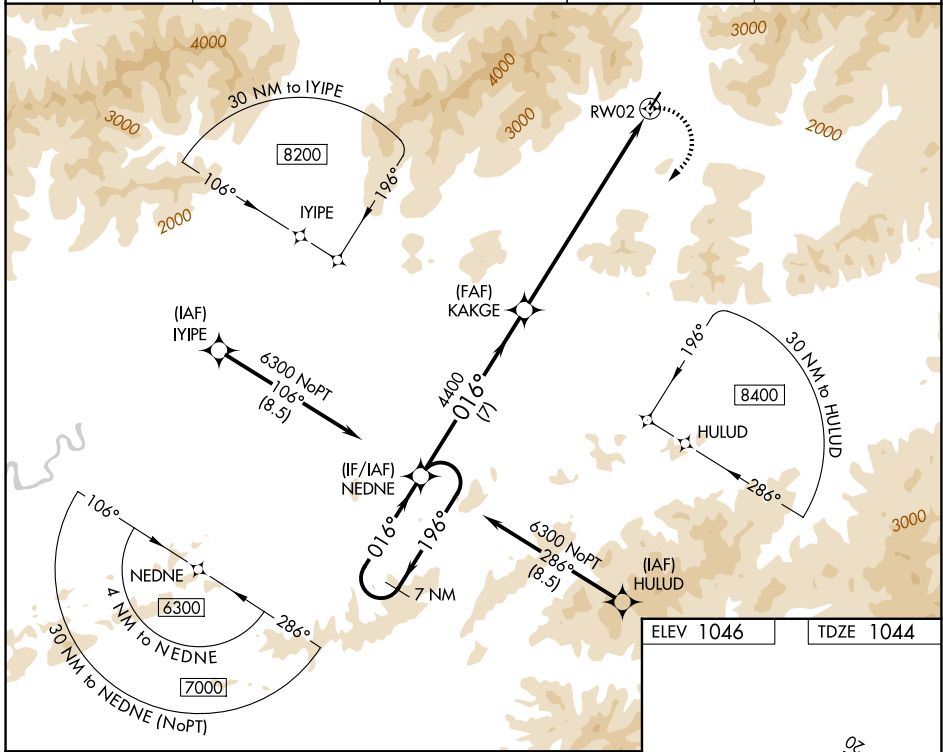 4000
3000
4000
30 NM to IYIPE
3000
8200
3000
2000
RW02
106°
196°
IYIPE
2000
(FAF)
KAKGE
(IAF)
IYIPE
196°
30 NM to HULUD
8400
6300 NoPT
106°
(8.5)
4400
016°
(7)
HULUD
286°
(IF/IAF)
NEDNE
106°
016°
196°
6300 NoPT
286°
(8.5)
3000
(IAF)
HULUD
NEDNE
6300
4 NM to NEDNE
286°
7 NM
7000
30 NM to NEDNE (NoPT)
ELEV 1046
TDZE 1044
20